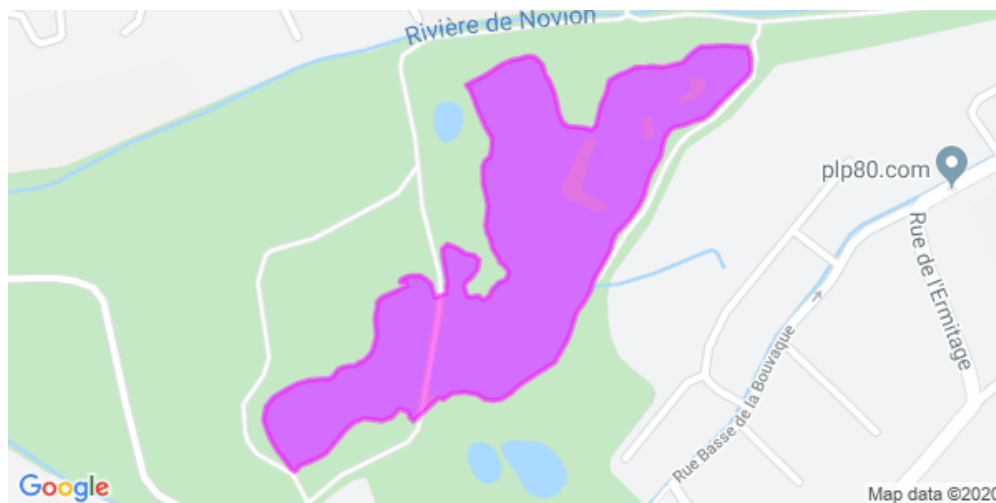 Rivière de Novion
plp80.com
Rue de l'Ermitage
Rue Basse de la Bouvaque
Google
Map data ©2020